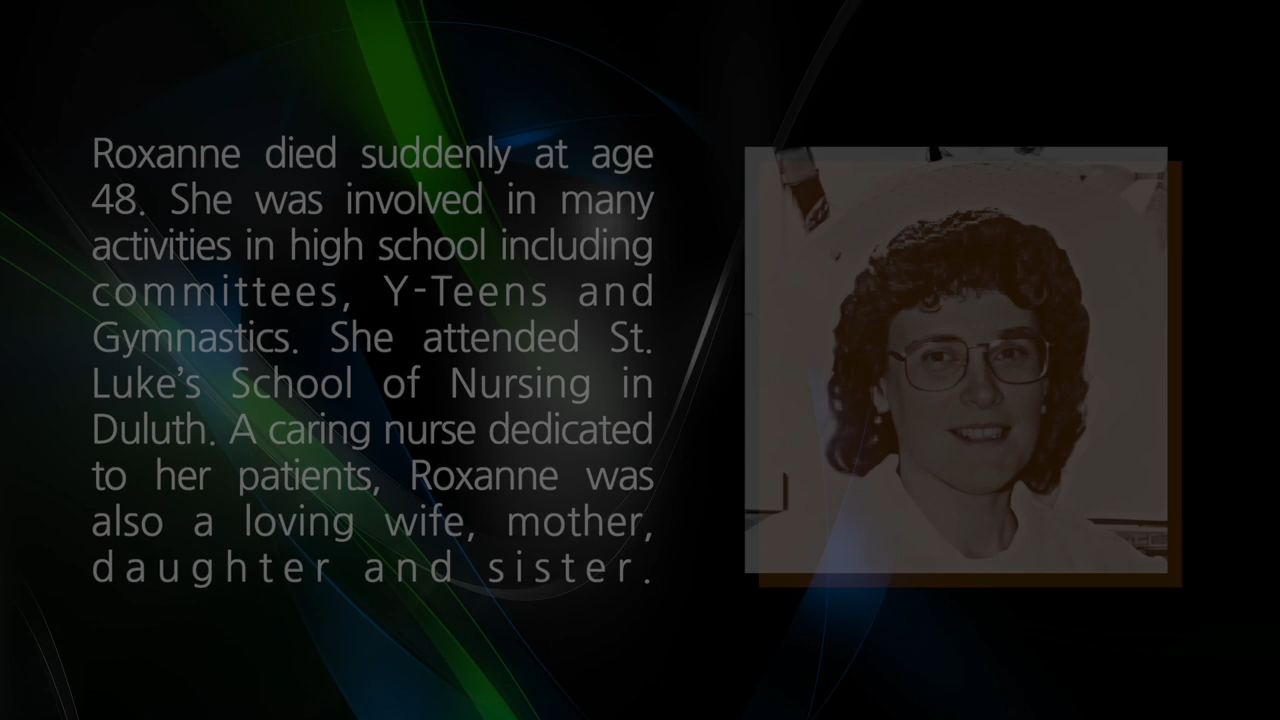 Roxanne died suddenly at age
48. She was involved in many
activities in high school including
committees, Y-Teens and
Gymnastics. She attended St.
Luke’s School of Nursing in
Duluth. A caring nurse dedicated
to her patients, Roxanne was
also a loving wife, mother,
daughter and sister.